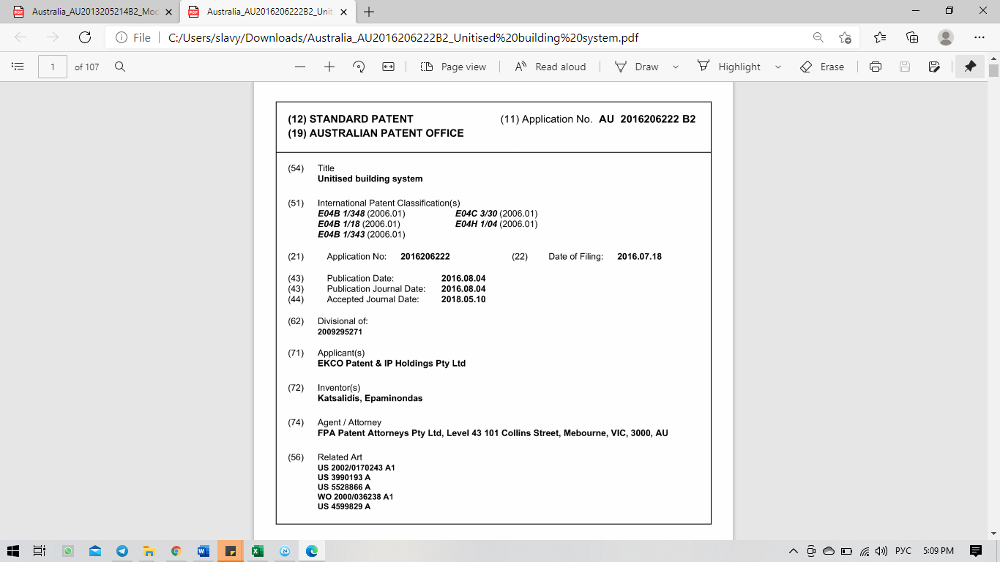 Australia_AU2013205214B2_Moc
Australia_AU2016206222B2_Unit
File
C:/Users/slavy/Downloads/Australia_AU2016206222B2_Unitised%20building%20system.pdf
1 of 107
Page view
Read aloud
Draw
Highlight
Erase
(12) STANDARD PATENT (11) Application No. AU 2016206222 B2
(19) AUSTRALIAN PATENT OFFICE
(54) Title
Unitised building system
(51) International Patent Classification(s)
E04B 1/348 (2006.01) E04C 3/30 (2006.01)
E04B 1/18 (2006.01) E04H 1/04 (2006.01)
E04B 1/343 (2006.01)
(21) Application No: 2016206222 (22) Date of Filing: 2016.07.18
(43) Publication Date: 2016.08.04
(43) Publication Journal Date: 2016.08.04
(44) Accepted Journal Date: 2018.05.10
(62) Divisional of:
2009295271
(71) Applicant(s)
EKCO Patent & IP Holdings Pty Ltd
(72) Inventor(s)
Katsalidis, Epaminondas
(74) Agent / Attorney
FPA Patent Attorneys Pty Ltd, Level 43 101 Collins Street, Mebourne, VIC, 3000, AU
(56) Related Art
US 2002/0170243 A1
US 3990193 A
US 5528866 A
WO 2000/036238 A1
US 4599829 A
24
РУС
5:09 PM